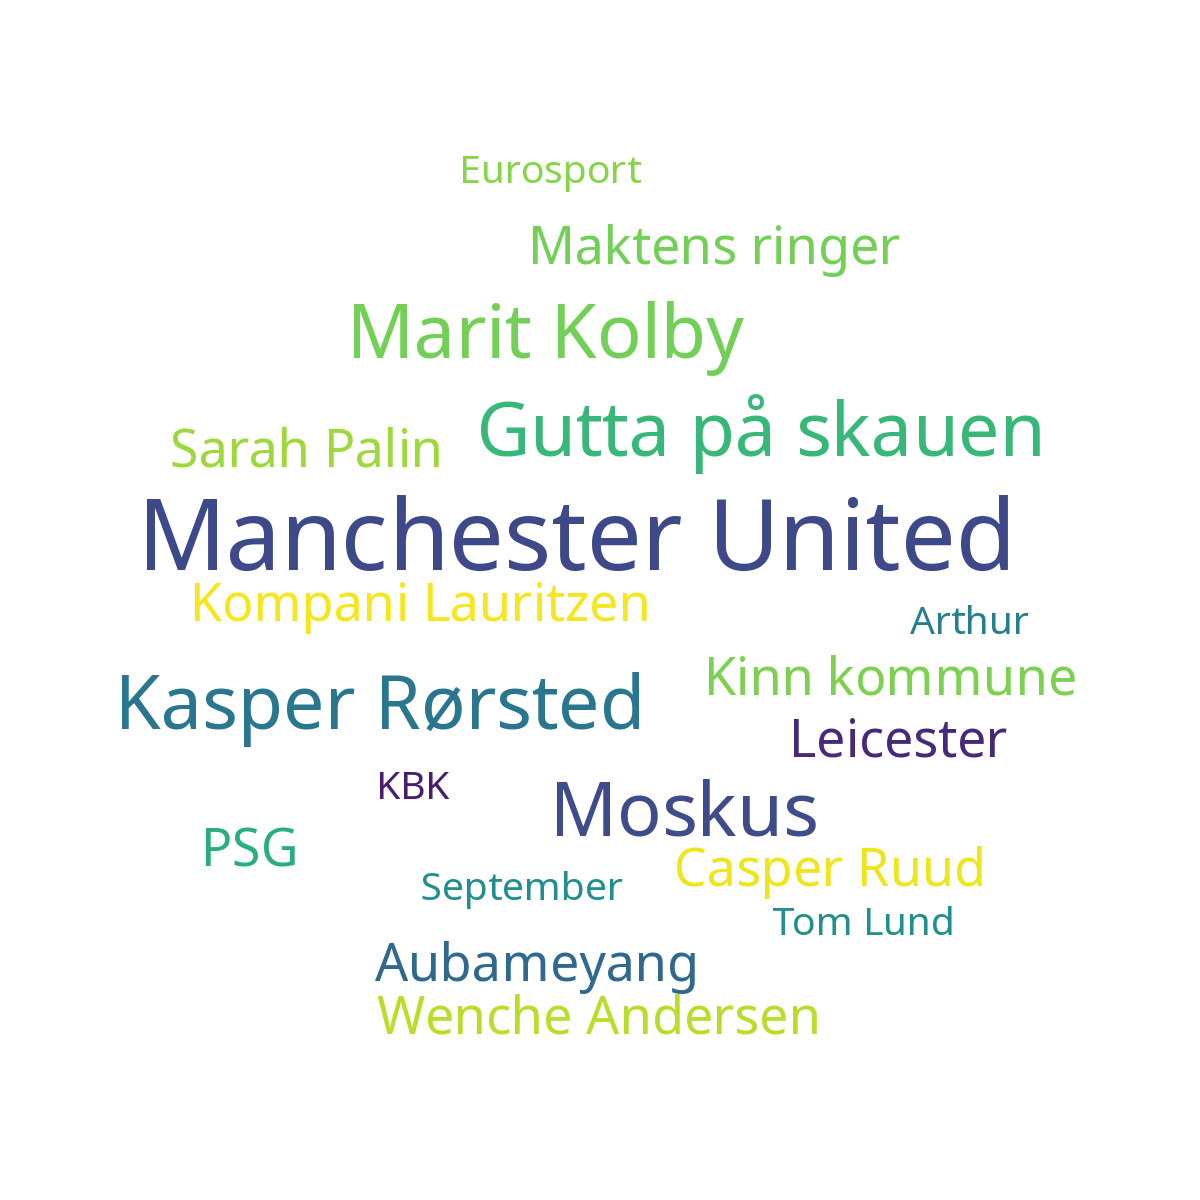 Eurosport
Maktens ringer
Marit Kolby
Gutta på skauen
Sarah Palin
Manchester United
Kompani Lauritzen
Arthur
Kinn kommune
Kasper Rørsted
Leicester
KBK
Moskus
PSG
Casper Ruud
September
Tom Lund
Aubameyang
Wenche Andersen